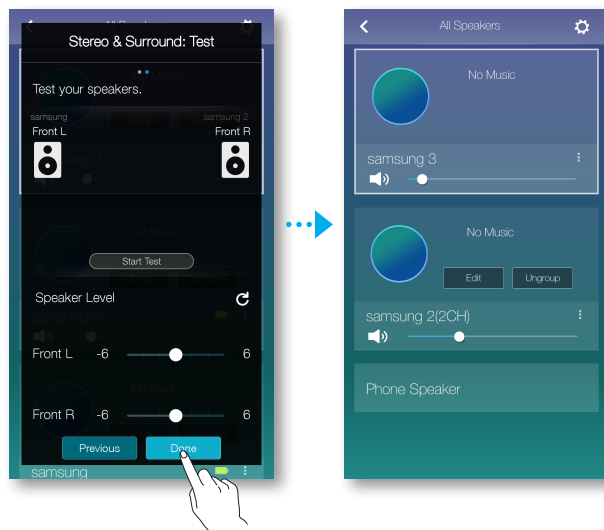 All Speakers
Stereo & Surround: Test
Test your speakers.
samsung
samsung 2
Front L
Front R
Start Test
Speaker Level
Front L -6 6
Front R -6 6
Previous
Done
samsung
All Speakers
No Music
samsung 3
No Music
Edit
Ungroup
samsung 2(2CH)
Phone Speaker